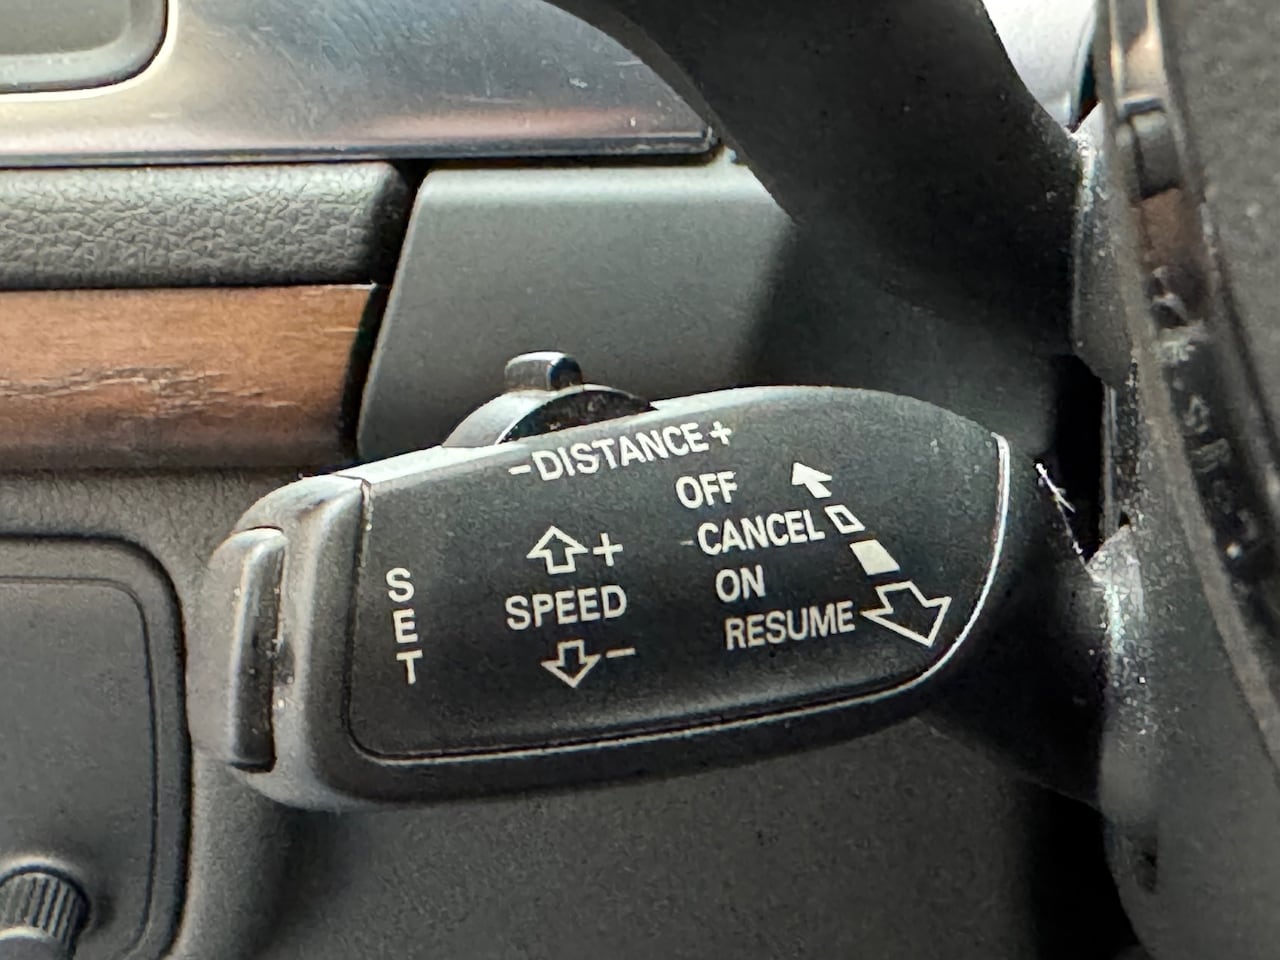 -DISTANCE+
OFF
CANCEL
ON
RESUME
+
SPEED
-
SET